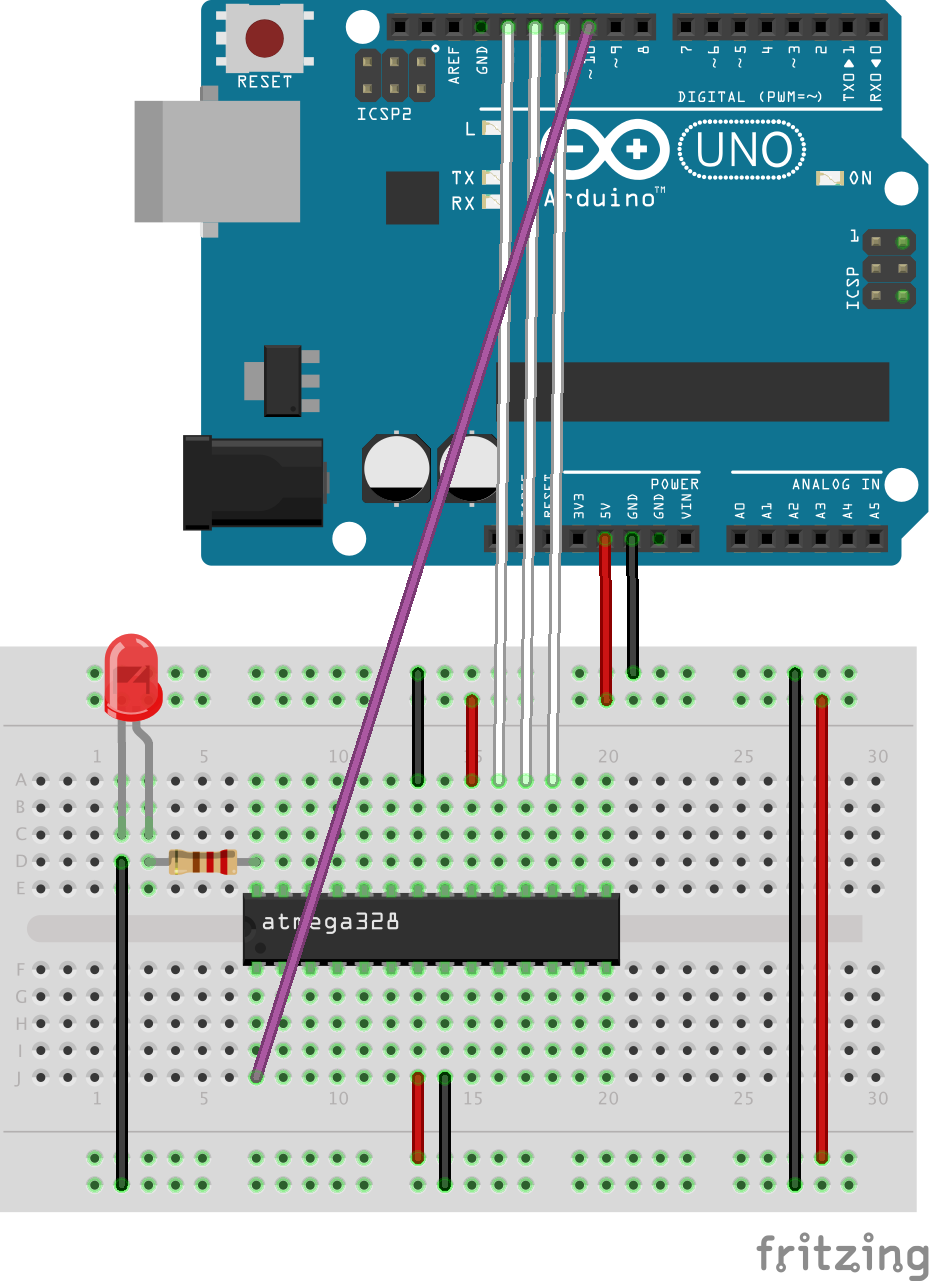 RESET
ICSP2
AREF
GND
~10
~9
8
7
~6
~5
4
~3
2
TX0▶1
RX0◀0
DIGITAL (PWM=~)
L
TX
RX
UNO
Arduino™
ON
1
ICSP
RESET
3V3
5V
GND
GND
VIN
POWER
ANALOG IN
A0
A1
A2
A3
A4
A5
1 5 10 15 20 25 30
A
B
C
D
E
atmega328
F
G
H
I
J
1 5 10 15 20 25 30
fritzing